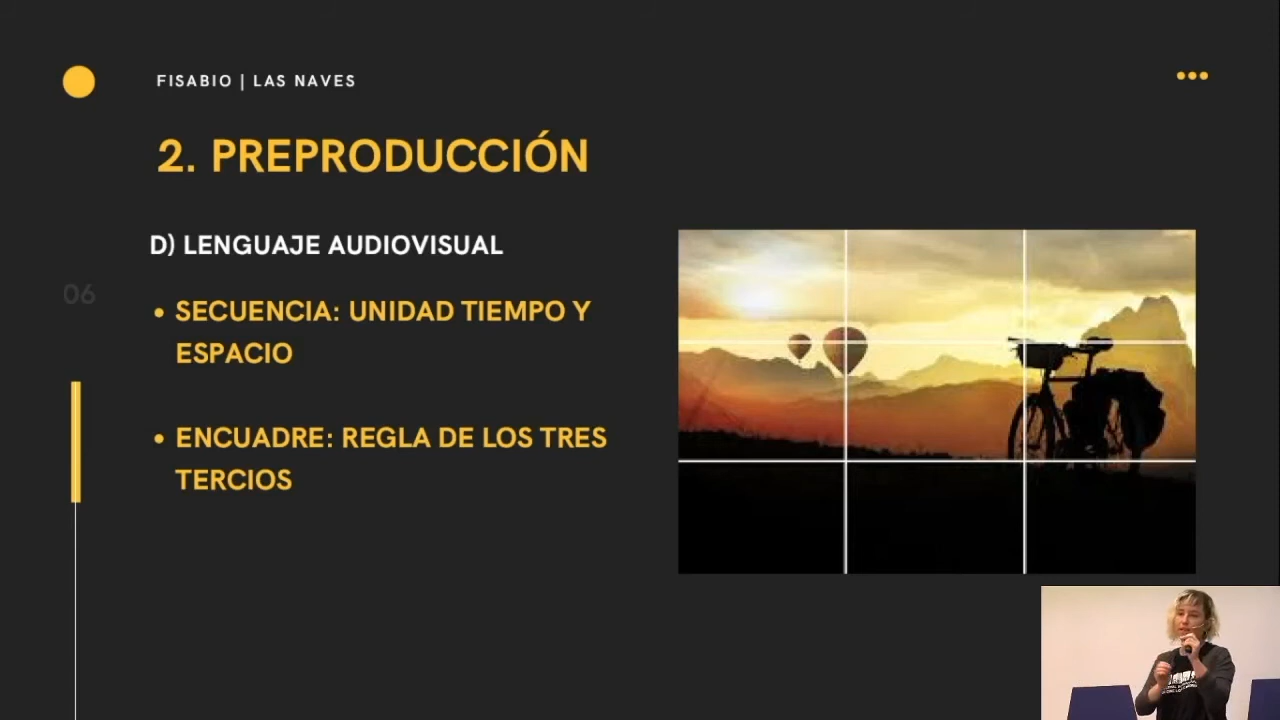 FISABIO | LAS NAVES
2. PREPRODUCCIÓN
D) LENGUAJE AUDIOVISUAL
06
• SECUENCIA: UNIDAD TIEMPO Y
ESPACIO
• ENCUADRE: REGLA DE LOS TRES
TERCIOS